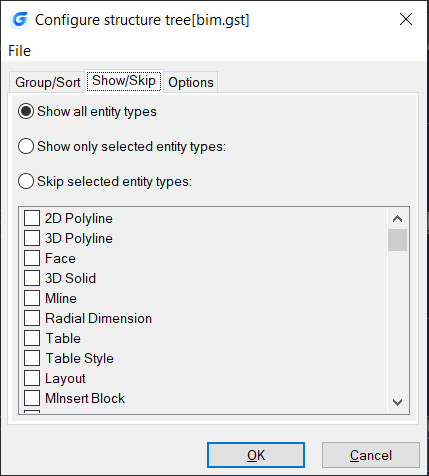 Configure structure tree[bim.gst]
File
Group/Sort Show/Skip Options
Show all entity types
Show only selected entity types:
Skip selected entity types:
2D Polyline
3D Polyline
Face
3D Solid
Mline
Radial Dimension
Table
Table Style
Layout
MInsert Block
OK Cancel